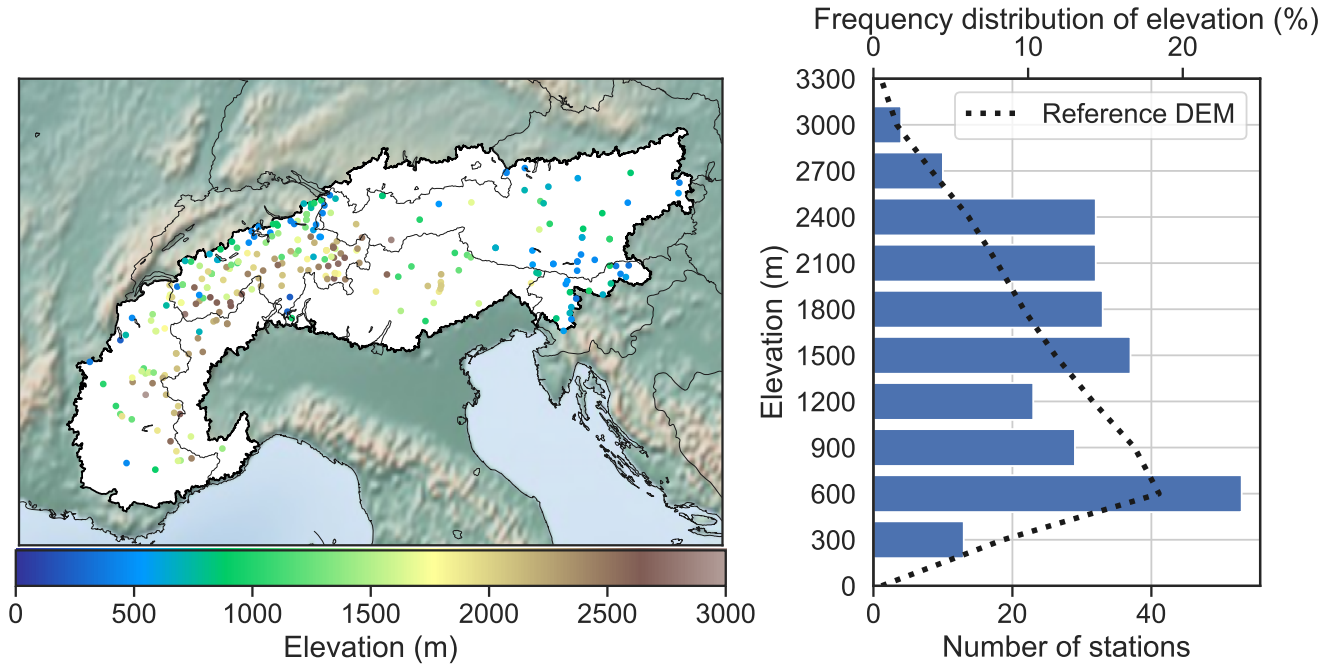 Frequency distribution of elevation (%)
0 10 20
3300
3000
2700
2400
2100
1800
1500
1200
900
600
300
0
Elevation (m)
Reference DEM
0 20 40
Number of stations
0 500 1000 1500 2000 2500 3000
Elevation (m)